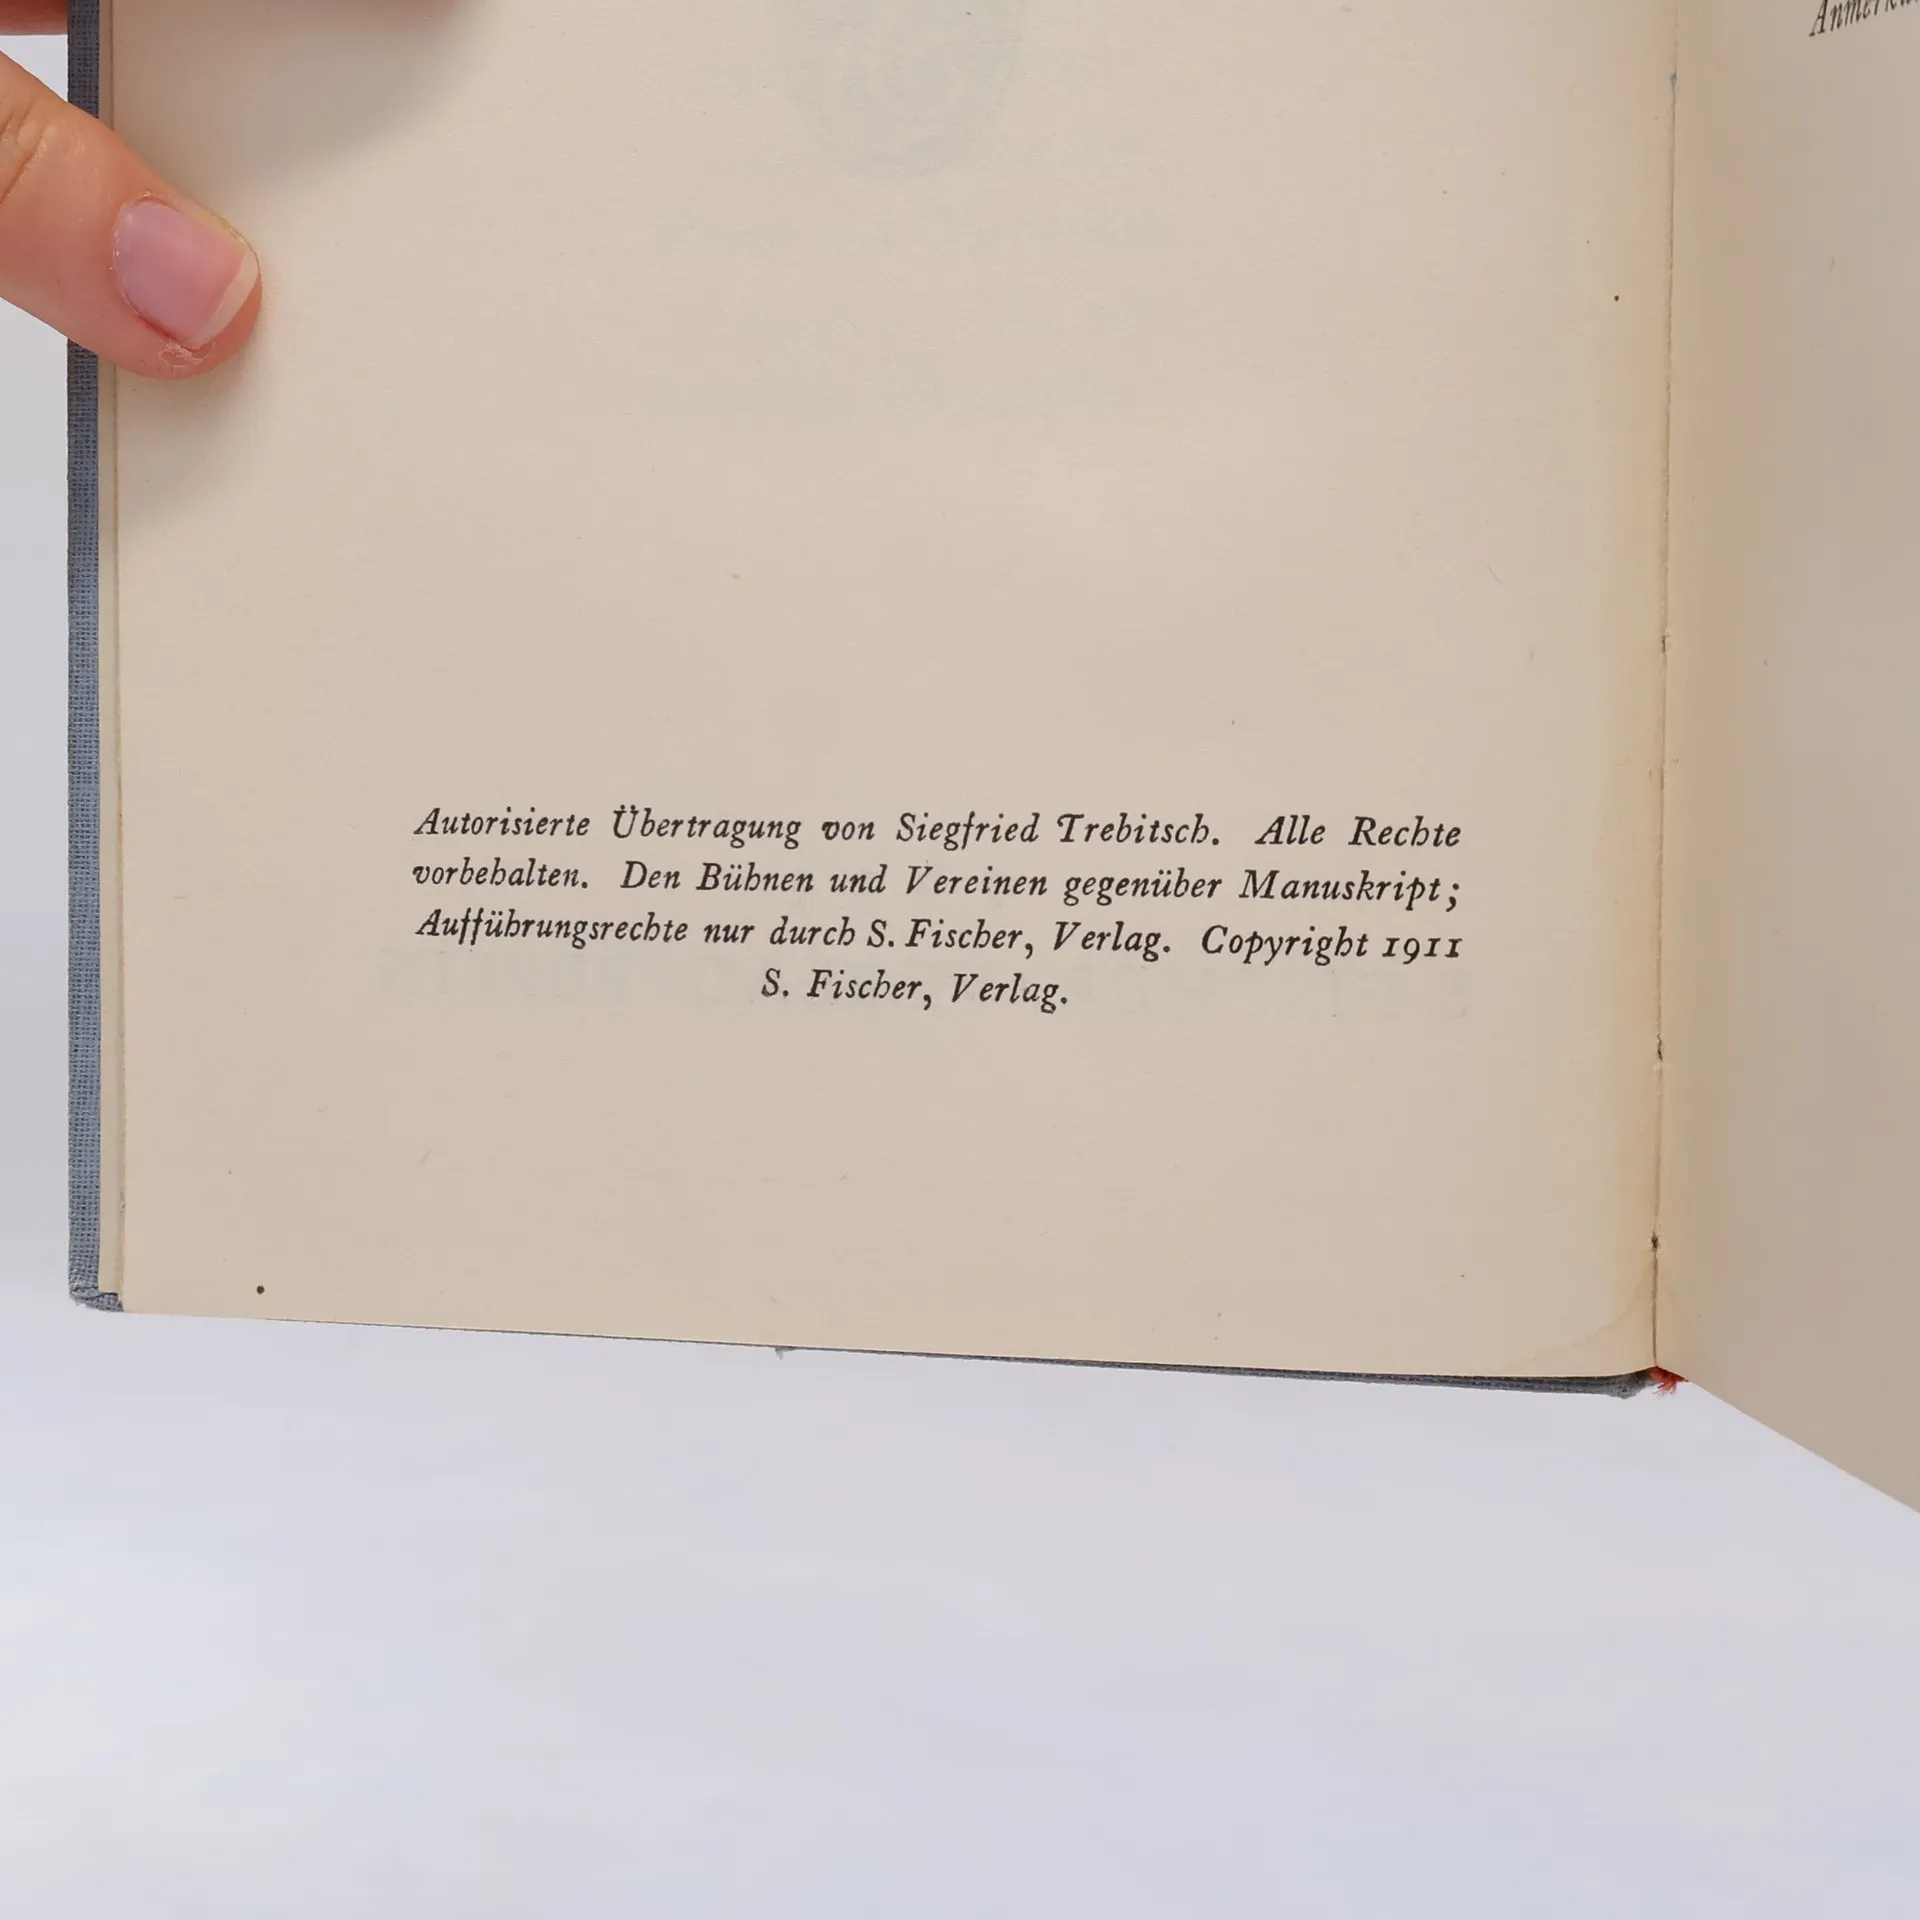 Autorisierte Übertragung von Siegfried Trebitsch. Alle Rechte
vorbehalten. Den Bühnen und Vereinen gegenüber Manuskript;
Aufführungsrechte nur durch S. Fischer, Verlag. Copyright 1911
S. Fischer, Verlag.